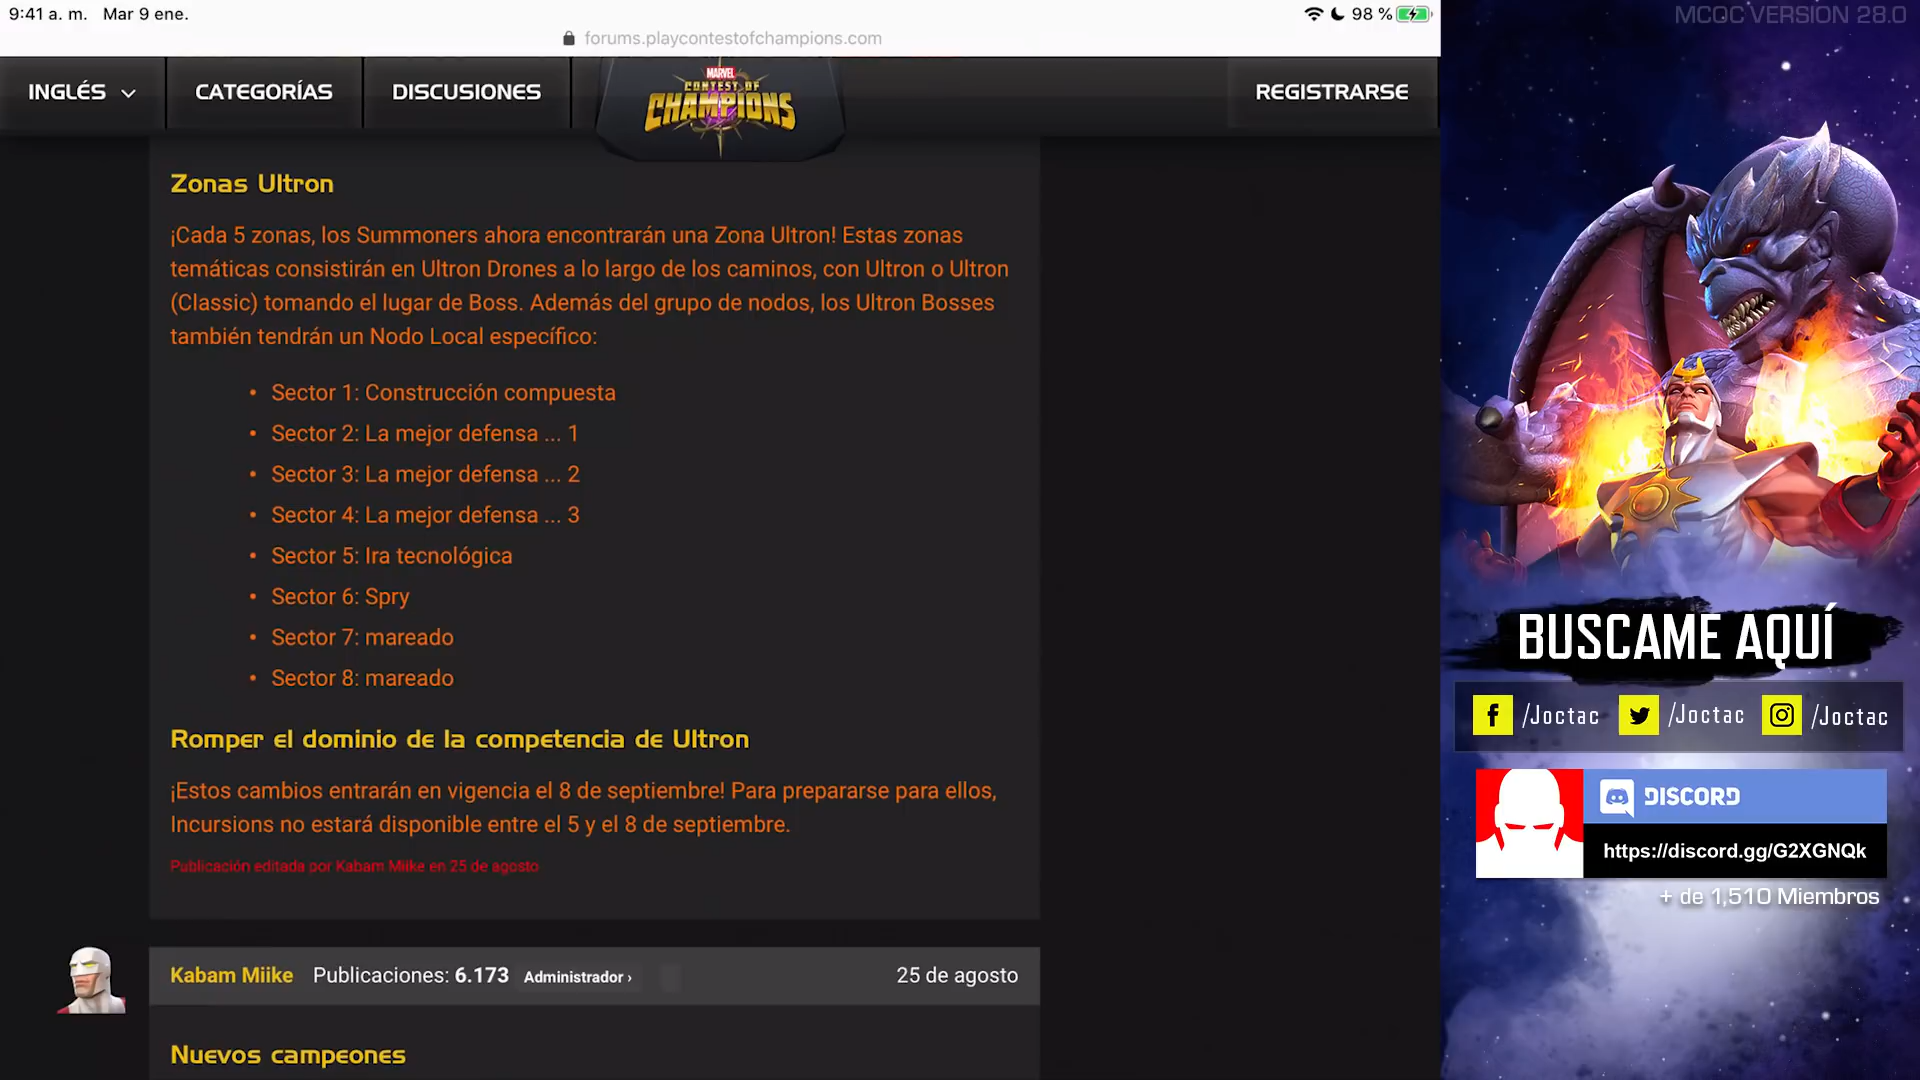 9:41 a. m. Mar 9 ene.
98 %
MCOC VERSION 28.0
forums.playcontestofchampions.com
INGLÉS
CATEGORÍAS
DISCUSIONES
MARVEL
CONTEST OF
CHAMPIONS
REGISTRARSE
Zonas Ultron
¡Cada 5 zonas, los Summoners ahora encontrarán una Zona Ultron! Estas zonas
temáticas consistirán en Ultron Drones a lo largo de los caminos, con Ultron o Ultron
(Classic) tomando el lugar de Boss. Además del grupo de nodos, los Ultron Bosses
también tendrán un Nodo Local específico:
• Sector 1: Construcción compuesta
• Sector 2: La mejor defensa ... 1
• Sector 3: La mejor defensa ... 2
• Sector 4: La mejor defensa ... 3
• Sector 5: Ira tecnológica
• Sector 6: Spry
• Sector 7: mareado
• Sector 8: mareado
Romper el dominio de la competencia de Ultron
¡Estos cambios entrarán en vigencia el 8 de septiembre! Para prepararse para ellos,
Incursions no estará disponible entre el 5 y el 8 de septiembre.
Publicación editada por Kabam Miike en 25 de agosto
Kabam Miike Publicaciones: 6.173 Administrador ›
25 de agosto
Nuevos campeones
BUSCAME AQUÍ
/Joctac /Joctac /Joctac
DISCORD
https://discord.gg/G2XGNQk
+ de 1,510 Miembros